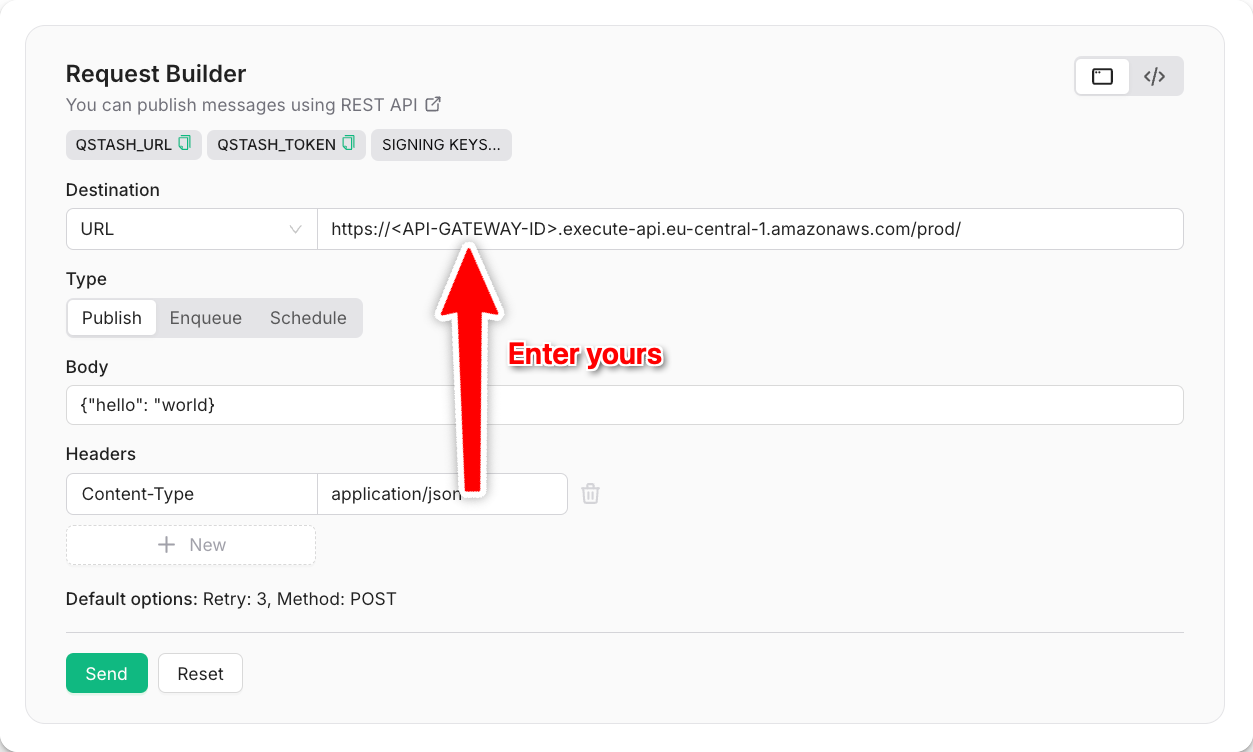 Request Builder
You can publish messages using REST API
QSTASH_URL QSTASH_TOKEN SIGNING KEYS...
Destination
URL https://<API-GATEWAY-ID>.execute-api.eu-central-1.amazonaws.com/prod/
Type
Publish Enqueue Schedule
Enter yours
Body
{"hello": "world}
Headers
Content-Type application/json
+ New
Default options: Retry: 3, Method: POST
Send Reset